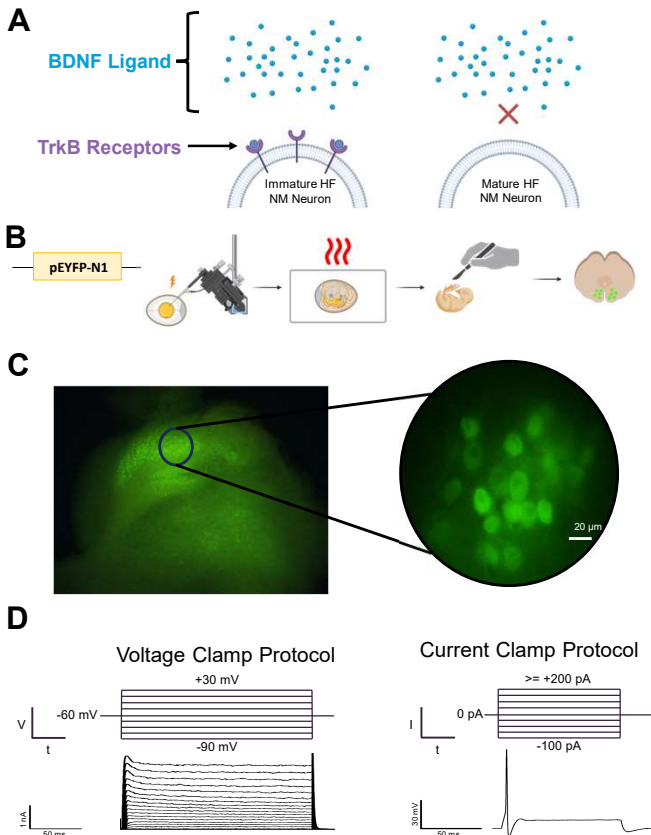 A
BDNF Ligand
TrkB Receptors
Immature HF
NM Neuron
Mature HF
NM Neuron
B
pEYFP-N1
C
20 µm
D
Voltage Clamp Protocol
+30 mV
V
-60 mV
t
-90 mV
1 nA
50 ms
Current Clamp Protocol
>= +200 pA
I
0 pA
t
-100 pA
30 mV
50 ms